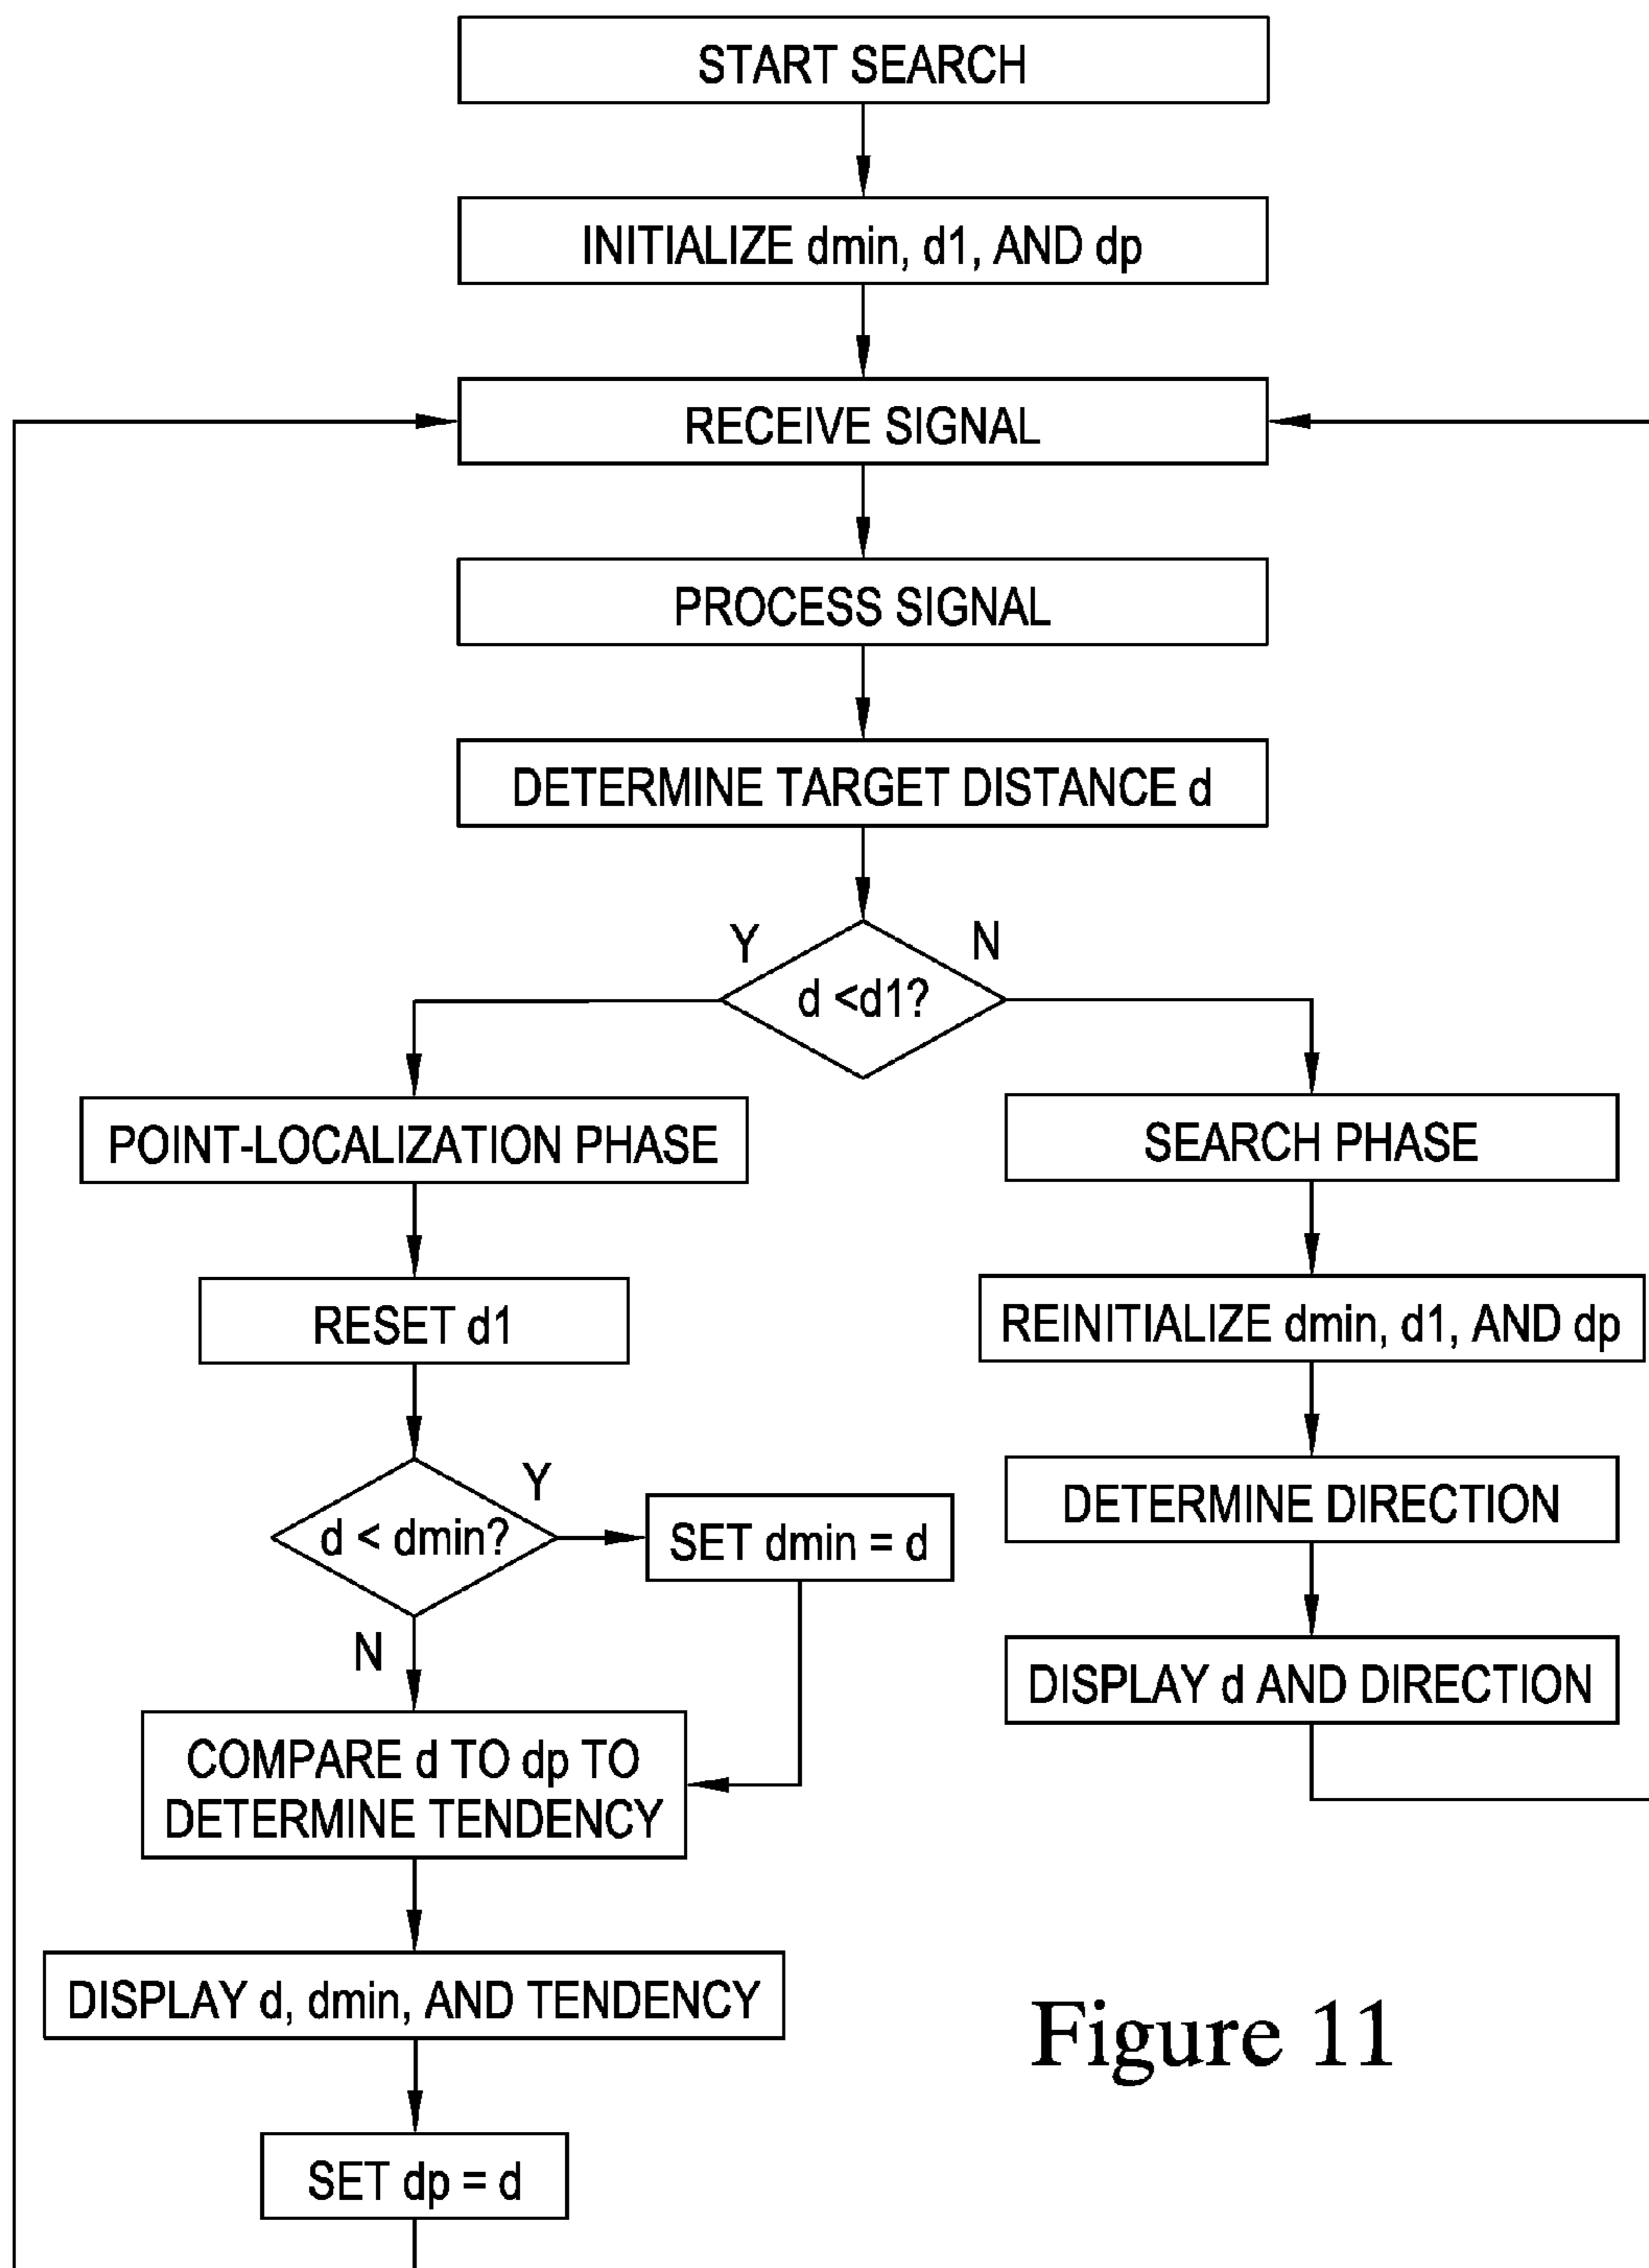 START SEARCH
INITIALIZE dmin, d1, AND dp
RECEIVE SIGNAL
PROCESS SIGNAL
DETERMINE TARGET DISTANCE d
Y
N
d <d1?
POINT-LOCALIZATION PHASE
SEARCH PHASE
RESET d1
REINITIALIZE dmin, d1, AND dp
Y
d < dmin?
SET dmin = d
DETERMINE DIRECTION
N
DISPLAY d AND DIRECTION
COMPARE d TO dp TO
DETERMINE TENDENCY
DISPLAY d, dmin, AND TENDENCY
Figure 11
SET dp = d